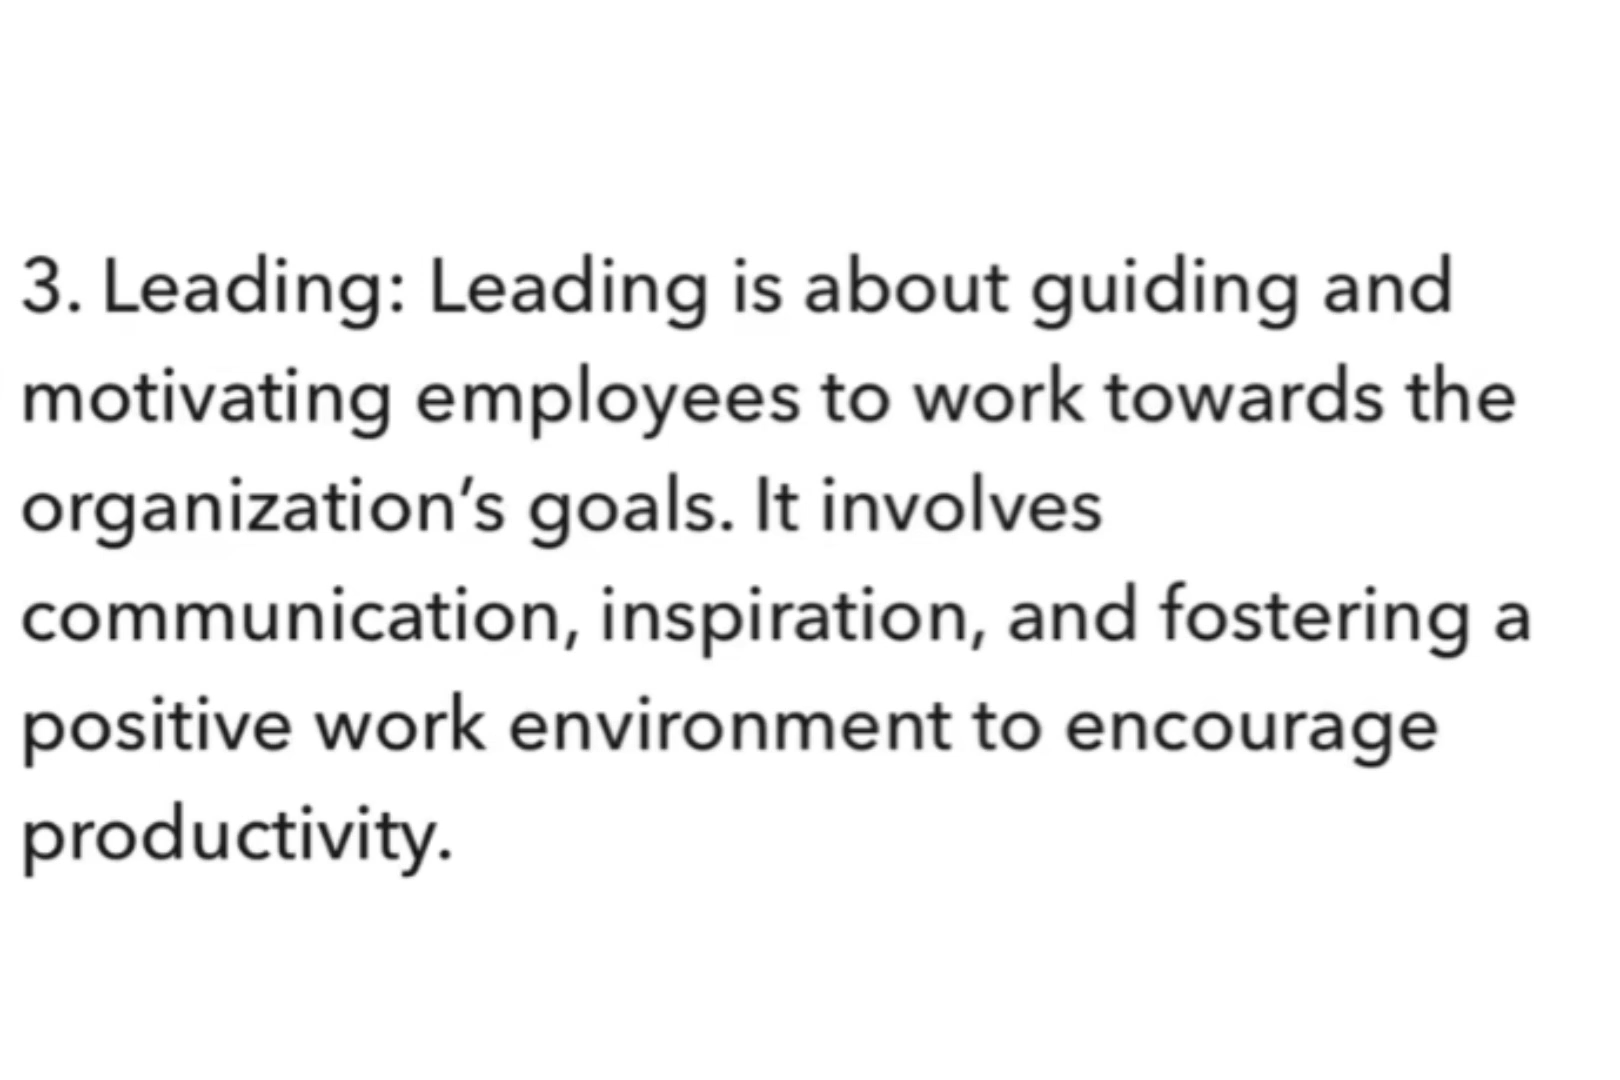 3. Leading: Leading is about guiding and
motivating employees to work towards the
organization’s goals. It involves
communication, inspiration, and fostering a
positive work environment to encourage
productivity.